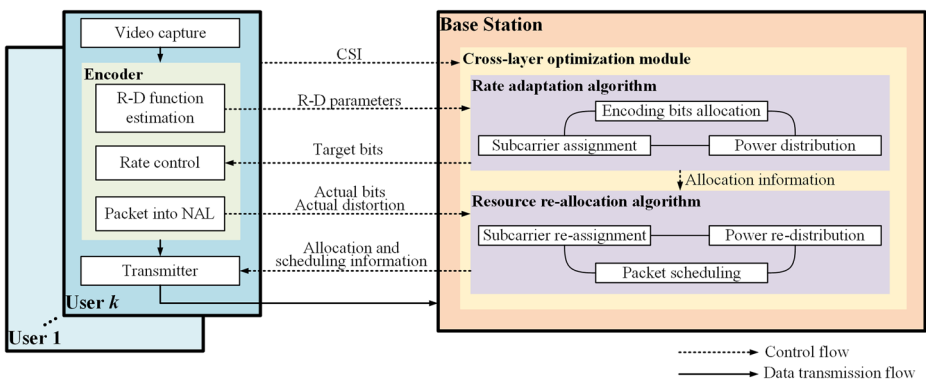 Video capture
Encoder
R-D function
estimation
Rate control
Packet into NAL
Transmitter
User k
User 1
CSI
R-D parameters
Target bits
Actual bits
Actual distortion
Allocation and
scheduling information
Base Station
Cross-layer optimization module
Rate adaptation algorithm
Encoding bits allocation
Subcarrier assignment
Power distribution
Allocation information
Resource re-allocation algorithm
Subcarrier re-assignment
Power re-distribution
Packet scheduling
Control flow
Data transmission flow